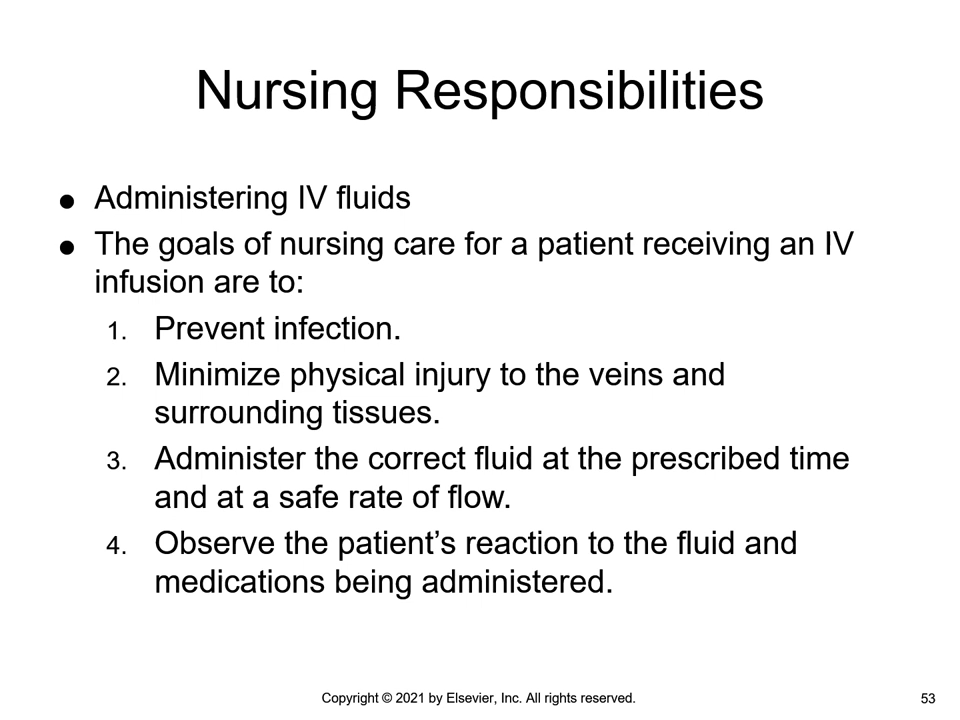 Nursing Responsibilities
● Administering IV fluids
● The goals of nursing care for a patient receiving an IV
infusion are to:
1. Prevent infection.
2. Minimize physical injury to the veins and
surrounding tissues.
3. Administer the correct fluid at the prescribed time
and at a safe rate of flow.
4. Observe the patient’s reaction to the fluid and
medications being administered.
Copyright © 2021 by Elsevier, Inc. All rights reserved.
53